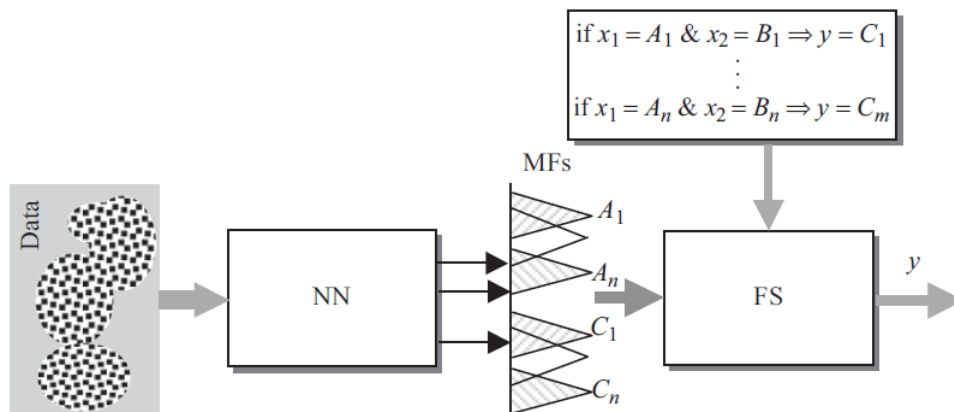 if x₁ = A₁ & x₂ = B₁ ⇒ y = C₁
⋮
if x₁ = Aₙ & x₂ = Bₙ ⇒ y = Cₘ
MFs
Data
NN
A₁
Aₙ
C₁
Cₙ
FS
y